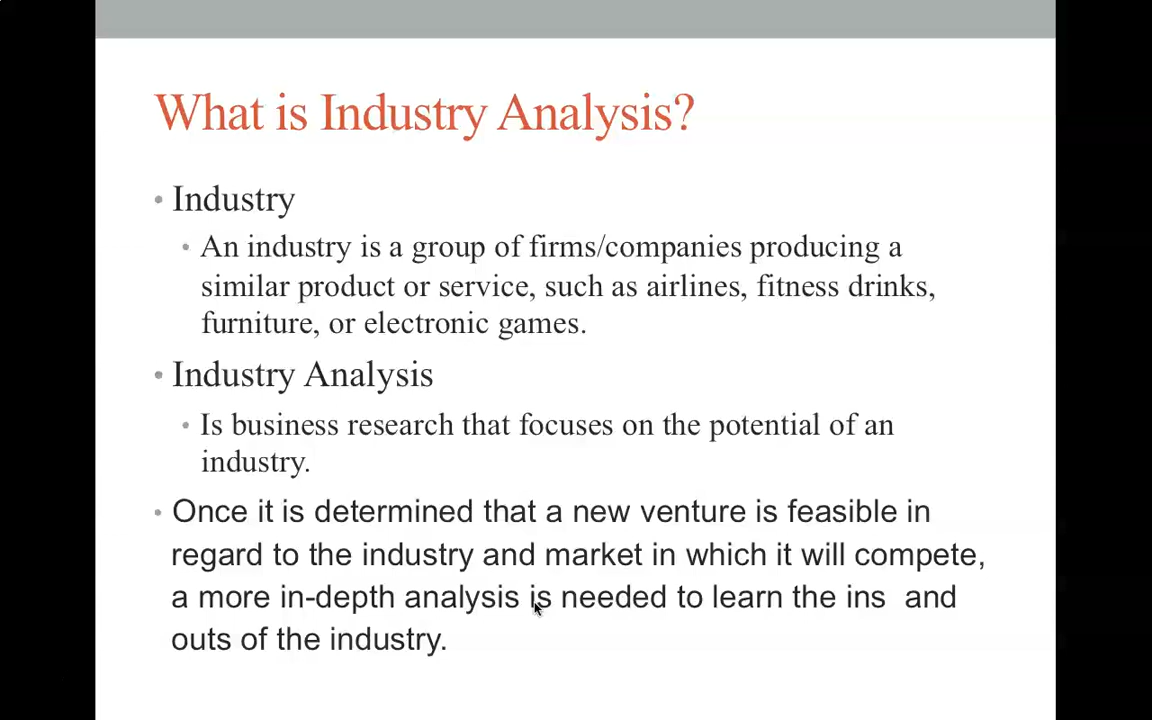 What is Industry Analysis?
• Industry
• An industry is a group of firms/companies producing a
similar product or service, such as airlines, fitness drinks,
furniture, or electronic games.
• Industry Analysis
• Is business research that focuses on the potential of an
industry.
• Once it is determined that a new venture is feasible in
regard to the industry and market in which it will compete,
a more in-depth analysis is needed to learn the ins  and
outs of the industry.